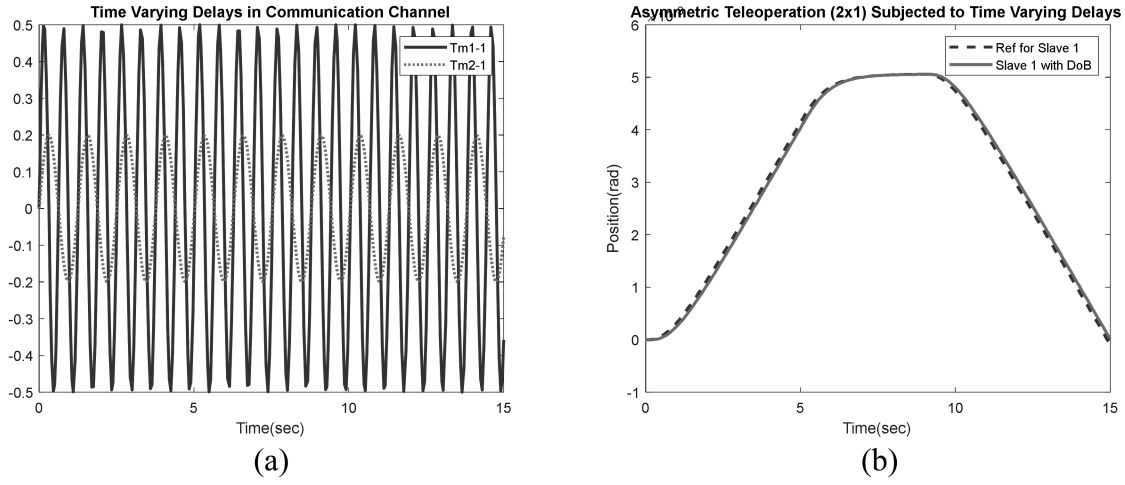 Time Varying Delays in Communication Channel
0.5
0.4
0.3
0.2
0.1
0
-0.1
-0.2
-0.3
-0.4
-0.5
Tm1-1
Tm2-1
0
5
10
15
Time(sec)
(a)
Asymmetric Teleoperation (2x1) Subjected to Time Varying Delays
6
5
4
3
2
1
0
-1
Position(rad)
Ref for Slave 1
Slave 1 with DoB
0
5
10
15
Time(sec)
(b)